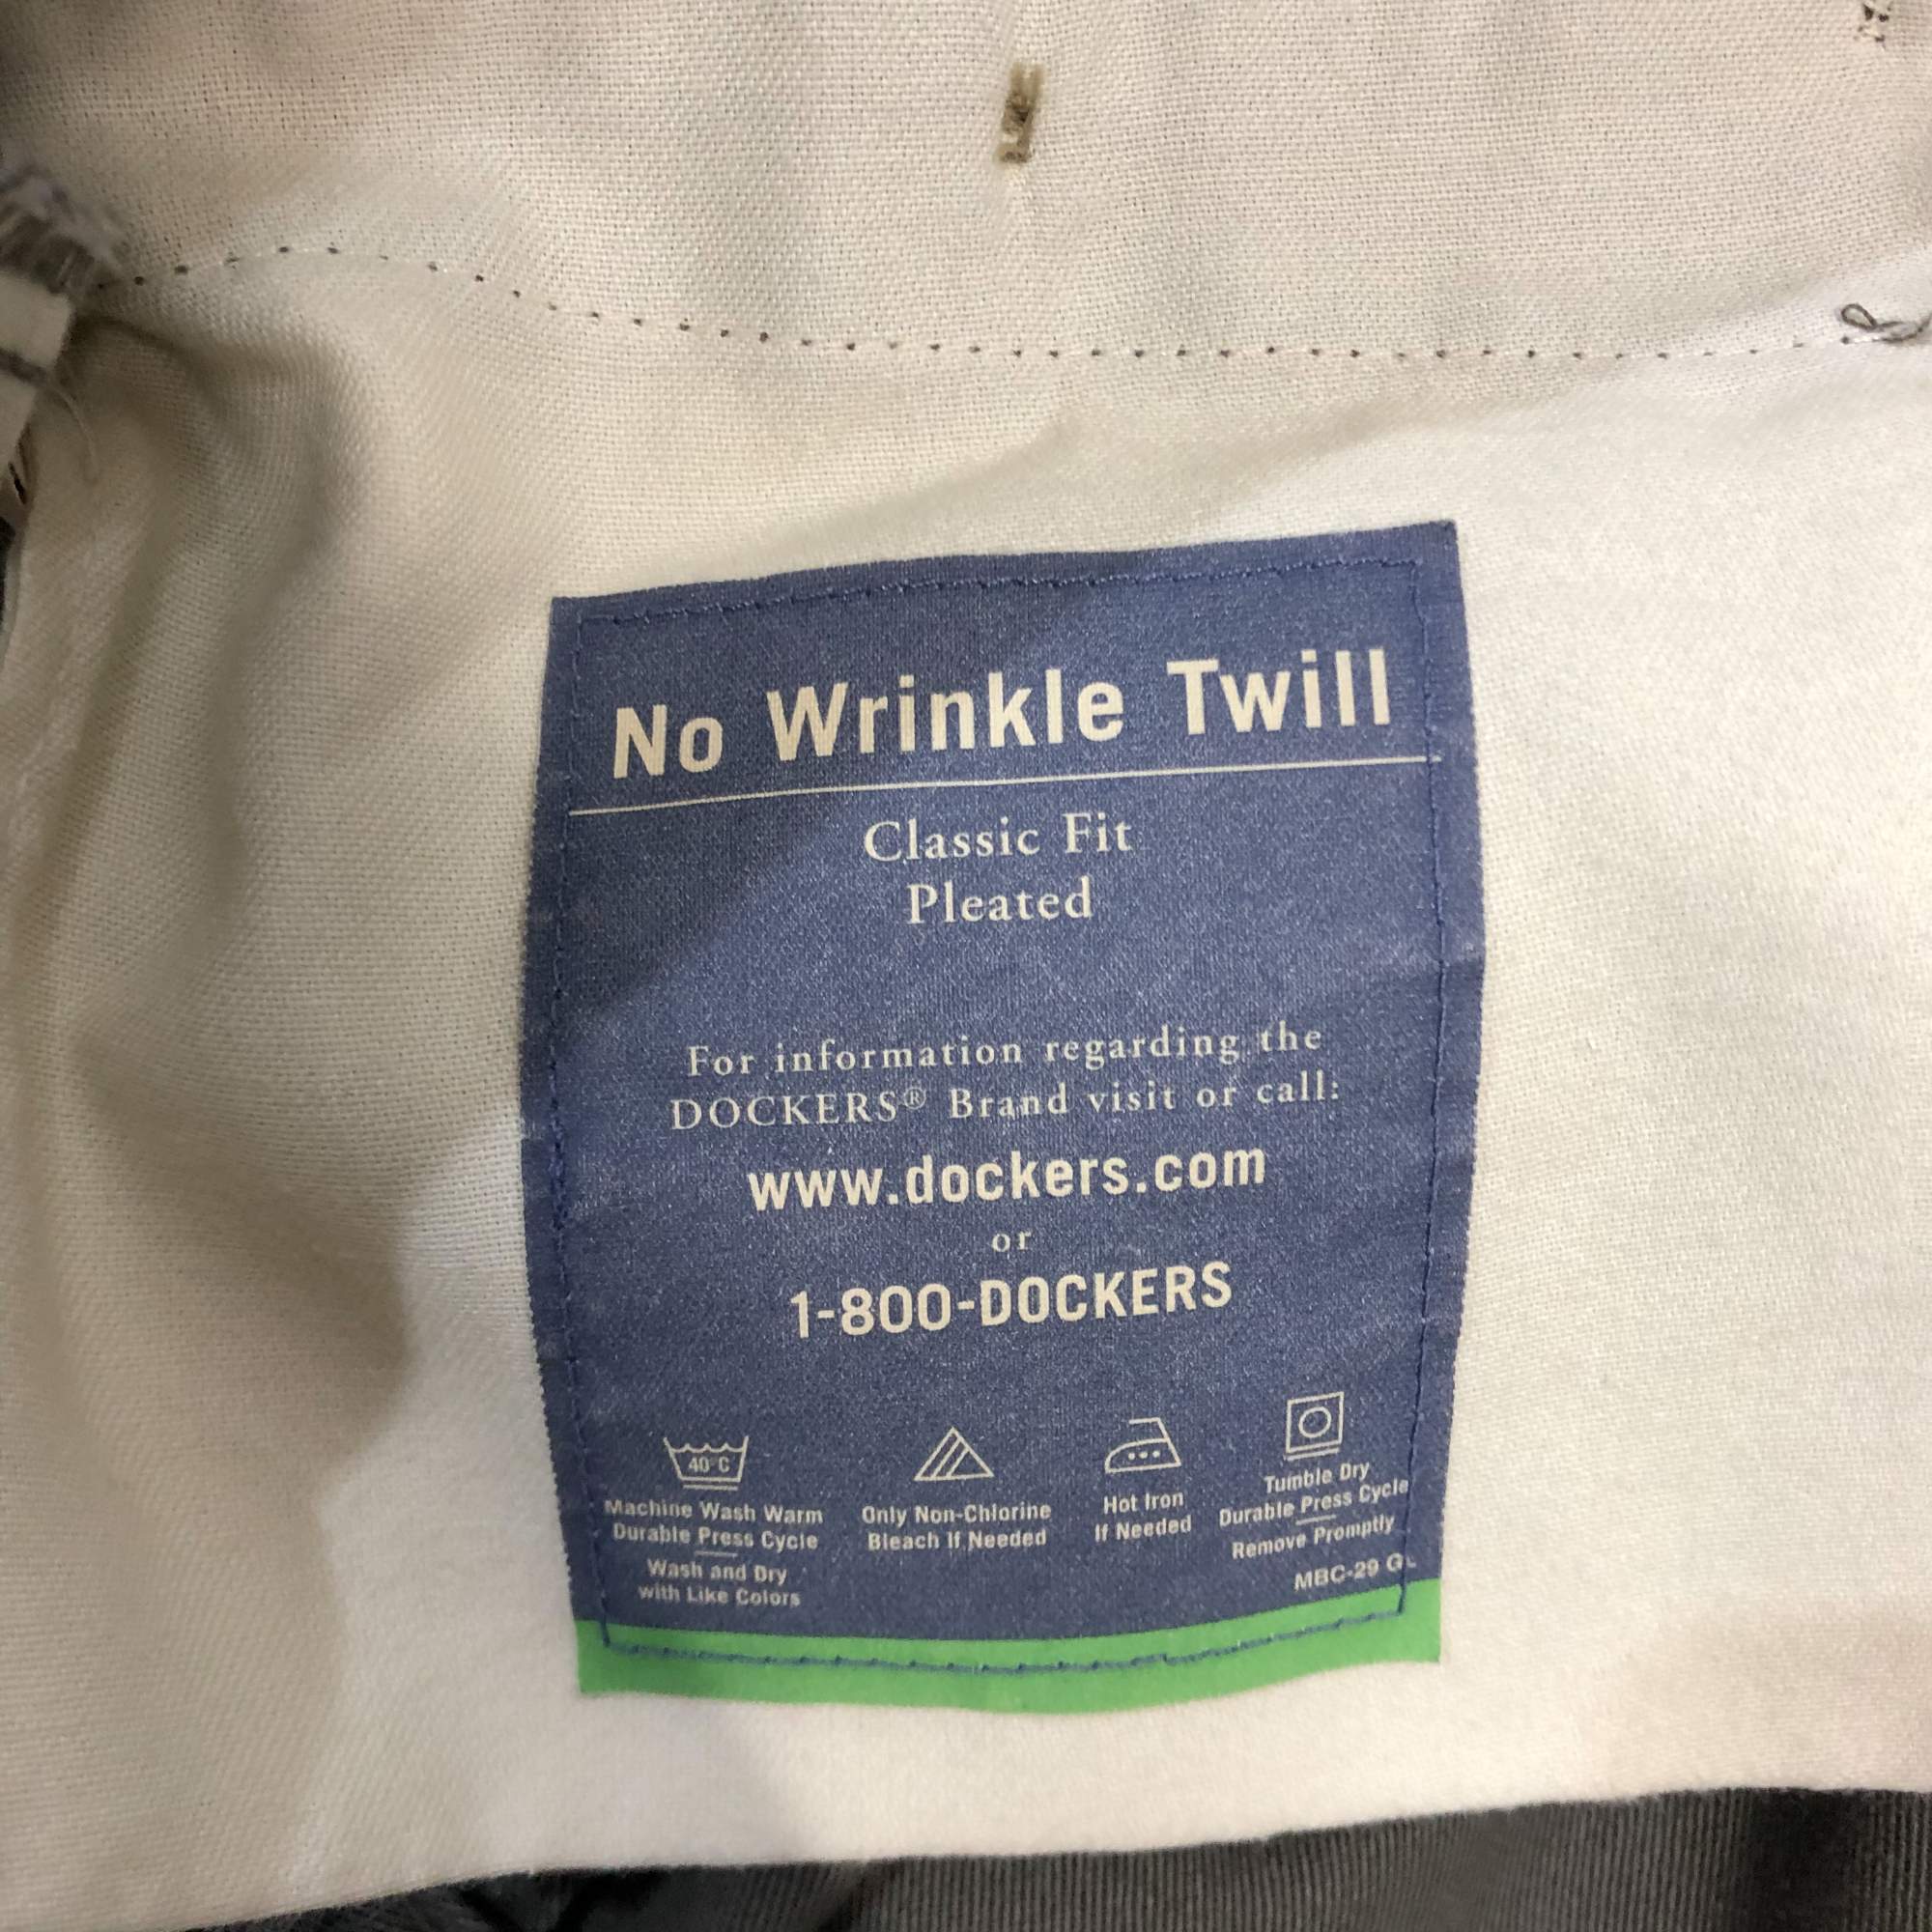 No Wrinkle Twill
Classic Fit
Pleated
For information regarding the
DOCKERS® Brand visit or call:
www.dockers.com
or
1-800-DOCKERS
40°C
Machine Wash Warm
Durable Press Cycle
Wash and Dry
with Like Colors
Only Non-Chlorine
Bleach If Needed
Hot Iron
If Needed
Tumble Dry
Durable Press Cycle
Remove Promptly
MBC-29